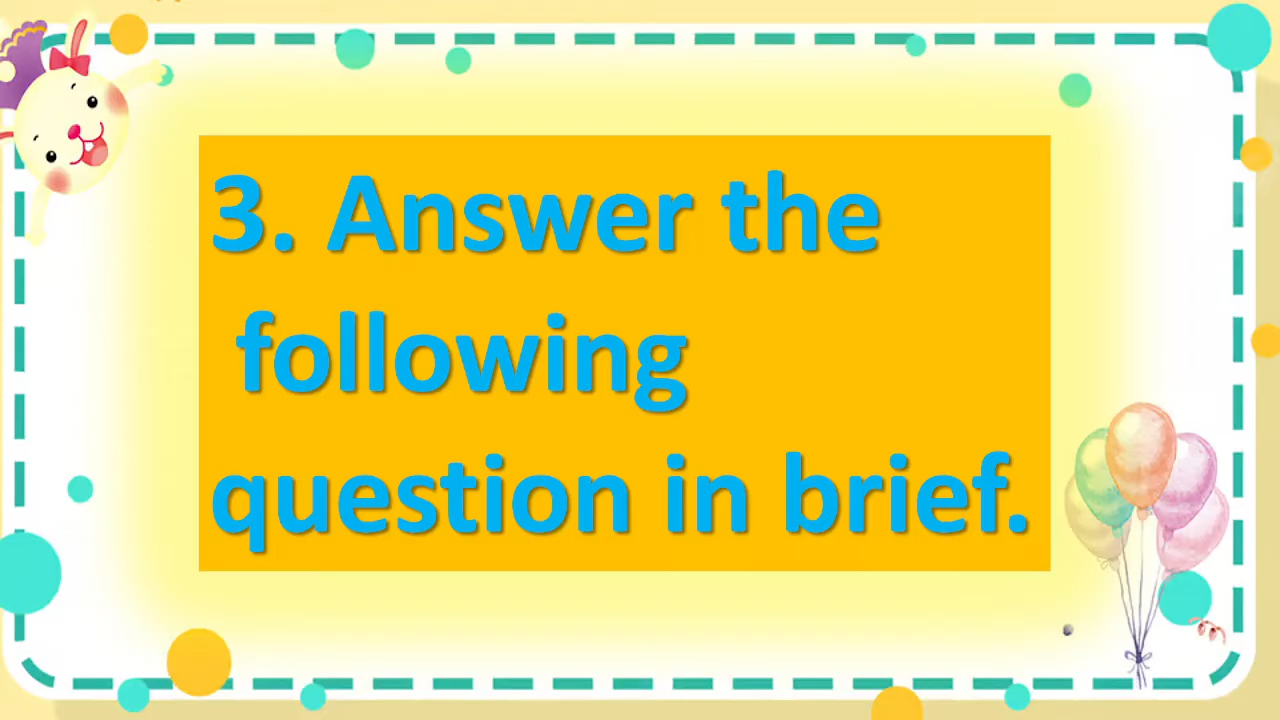 3. Answer the
following
question in brief.